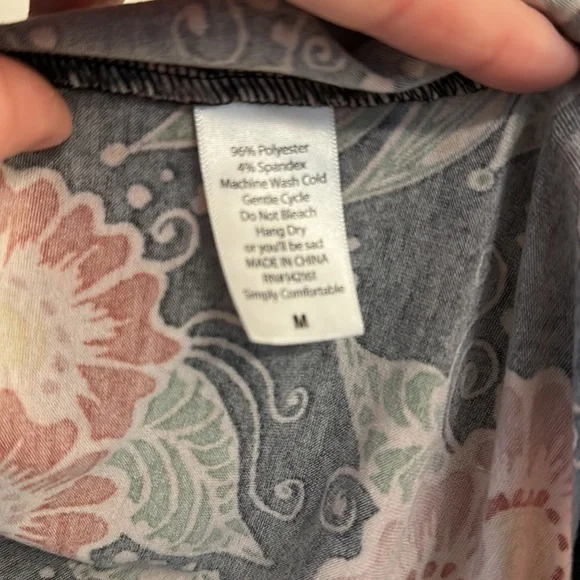 96% Polyester
4% Spandex
Machine Wash Cold
Gentle Cycle
Do Not Bleach
Hang Dry
or you'll be sad
MADE IN CHINA
Simply Comfortable
M